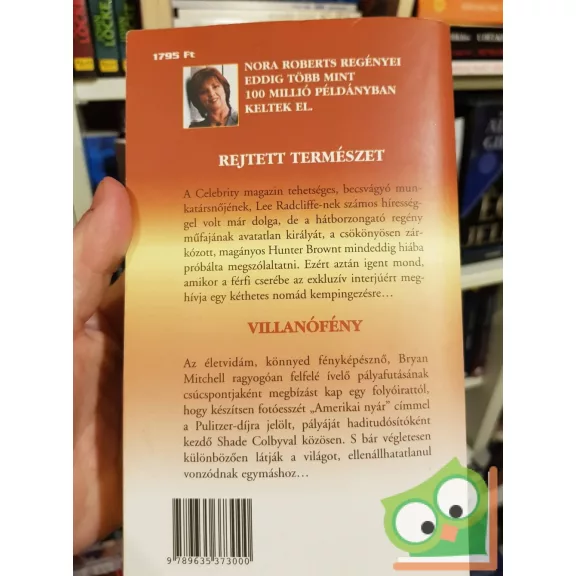 1795 Ft
NORA ROBERTS REGÉNYEI
EDDIG TÖBB MINT
100 MILLIÓ PÉLDÁNYBAN
KELTEK EL.
REJTETT TERMÉSZET
A Celebrity magazin tehetséges, becsvágyó mun-
katársnőjének, Lee Radcliffe-nek számos híresség-
gel volt már dolga, de a hátborzongató regény
műfajának avatatlan királyát, a csökönyösen zár-
kózott, magányos Hunter Brownt mindeddig hiába
próbálta megszólaltatni. Ezért aztán igent mond,
amikor a férfi cserébe az exkluzív interjúért meg-
hívja egy kéthetes nomád kempingezésre…
VILLANÓFÉNY
Az életvidám, könnyed fényképésznő, Bryan
Mitchell ragyogóan felfelé ívelő pályafutásának
csúcspontjaként megbízást kap egy folyóirattól,
hogy készítsen fotóesszét „Amerikai nyár” címmel
a Pulitzer-díjra jelölt, pályáját haditudósítóként
kezdő Shade Colbyval közösen. S bár végletesen
különbözően látják a világot, ellenállhatatlanul
vonzódnak egymáshoz…
9 789635 373000